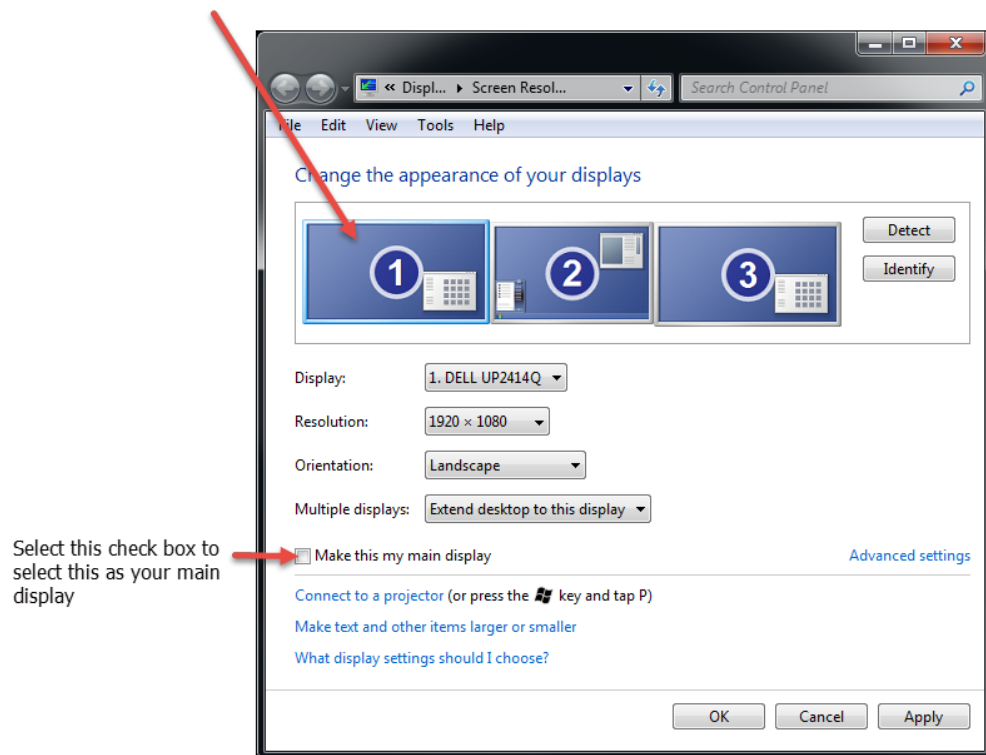 « Displ... ▸ Screen Resol...
Search Control Panel
File Edit View Tools Help
Change the appearance of your displays
1 2 3
Detect
Identify
Display: 1. DELL UP2414Q
Resolution: 1920 × 1080
Orientation: Landscape
Multiple displays: Extend desktop to this display
Select this check box to
select this as your main
display
Make this my main display
Advanced settings
Connect to a projector (or press the key and tap P)
Make text and other items larger or smaller
What display settings should I choose?
OK Cancel Apply